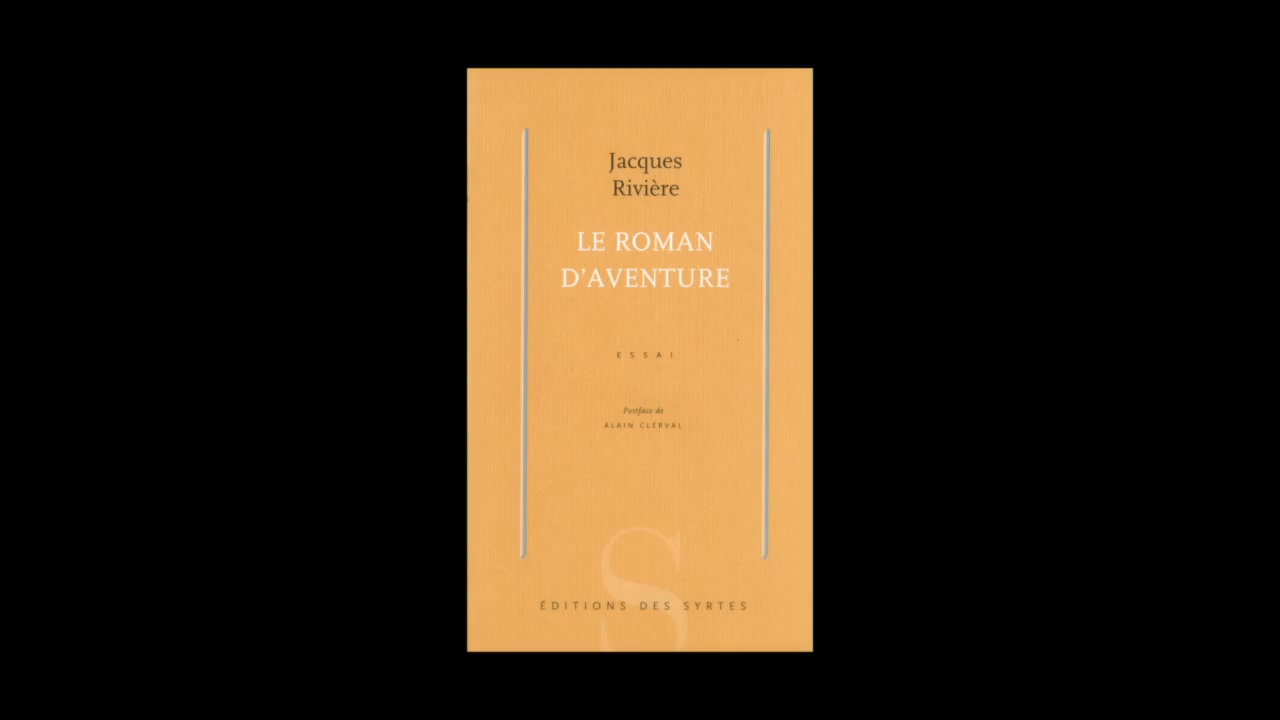 Jacques
Rivière
LE ROMAN
D'AVENTURE
ESSAI
Postface de
ALAIN CLERVAL
S
ÉDITIONS DES SYRTES